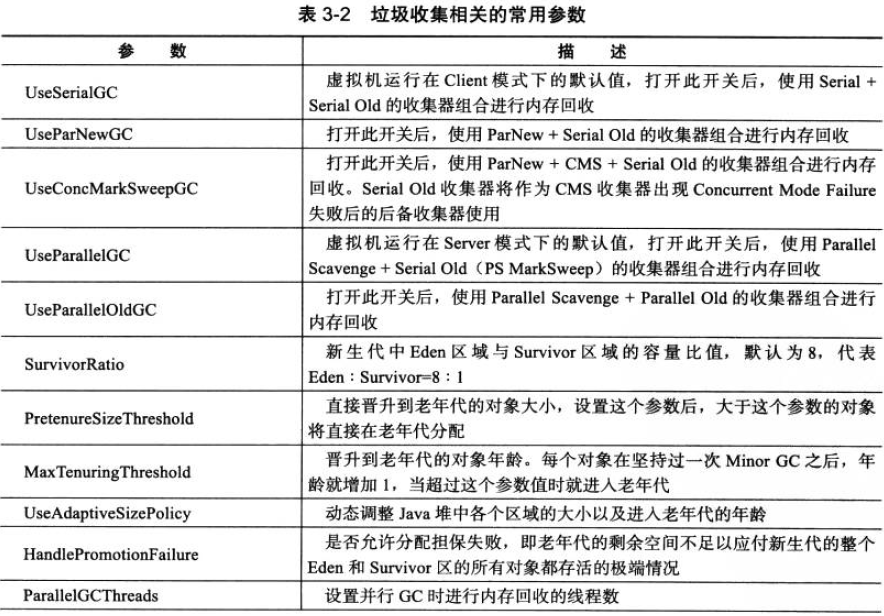 表 3-2 垃圾收集相关的常用参数
参 数 描 述
UseSerialGC
虚拟机运行在 Client 模式下的默认值，打开此开关后，使用 Serial +
Serial Old 的收集器组合进行内存回收
UseParNewGC
打开此开关后，使用 ParNew + Serial Old 的收集器组合进行内存回收
UseConcMarkSweepGC
打开此开关后，使用 ParNew + CMS + Serial Old 的收集器组合进行内存
回收。Serial Old 收集器将作为 CMS 收集器出现 Concurrent Mode Failure
失败后的后备收集器使用
UseParallelGC
虚拟机运行在 Server 模式下的默认值，打开此开关后，使用 Parallel
Scavenge + Serial Old（PS MarkSweep）的收集器组合进行内存回收
UseParallelOldGC
打开此开关后，使用 Parallel Scavenge + Parallel Old 的收集器组合进行
内存回收
SurvivorRatio
新生代中 Eden 区域与 Survivor 区域的容量比值，默认为 8，代表
Eden：Survivor=8：1
PretenureSizeThreshold
直接晋升到老年代的对象大小，设置这个参数后，大于这个参数的对象
将直接在老年代分配
MaxTenuringThreshold
晋升到老年代的对象年龄。每个对象在坚持过一次 Minor GC 之后，年
龄就增加 1，当超过这个参数值时就进入老年代
UseAdaptiveSizePolicy
动态调整 Java 堆中各个区域的大小以及进入老年代的年龄
HandlePromotionFailure
是否允许分配担保失败，即老年代的剩余空间不足以应付新生代的整个
Eden 和 Survivor 区的所有对象都存活的极端情况
ParallelGCThreads
设置并行 GC 时进行内存回收的线程数